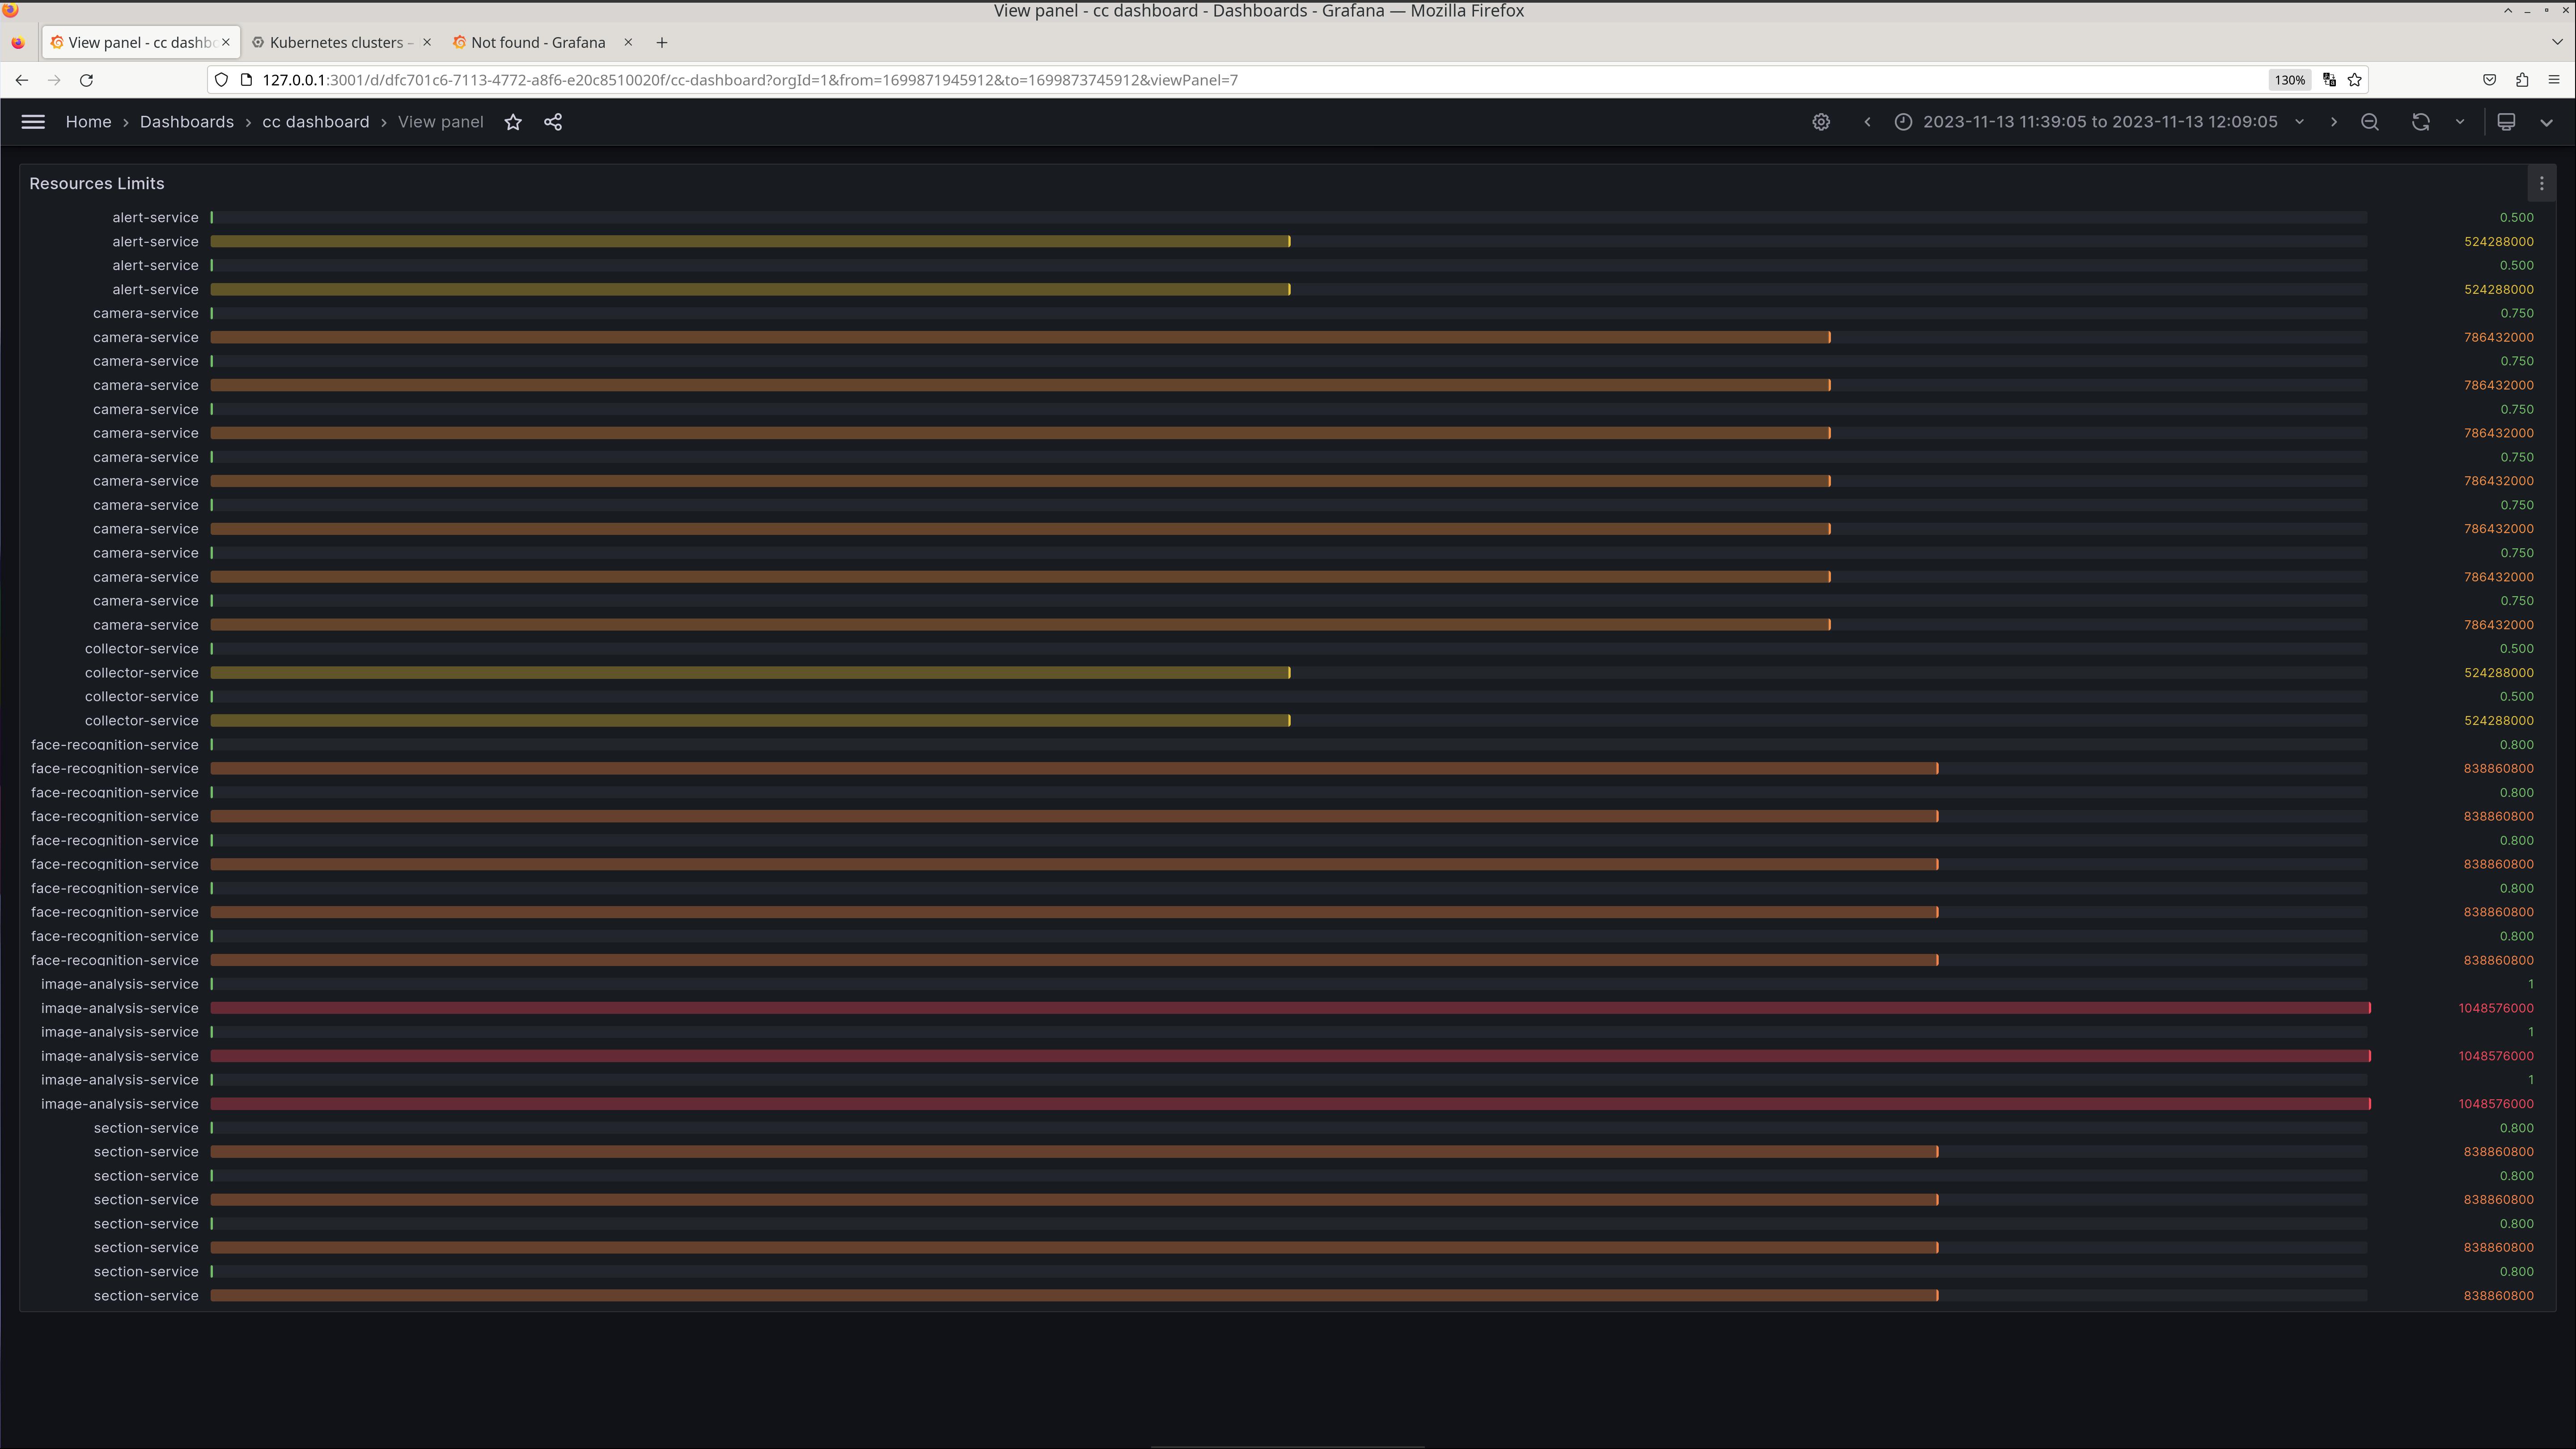 View panel - cc dashboard - Dashboards - Grafana — Mozilla Firefox
View panel - cc dashbo
Kubernetes clusters –
Not found - Grafana
127.0.0.1:3001/d/dfc701c6-7113-4772-a8f6-e20c8510020f/cc-dashboard?orgId=1&from=1699871945912&to=1699873745912&viewPanel=7
130%
Home > Dashboards > cc dashboard > View panel
2023-11-13 11:39:05 to 2023-11-13 12:09:05
Resources Limits
alert-service 0.500
alert-service 524288000
alert-service 0.500
alert-service 524288000
camera-service 0.750
camera-service 786432000
camera-service 0.750
camera-service 786432000
camera-service 0.750
camera-service 786432000
camera-service 0.750
camera-service 786432000
camera-service 0.750
camera-service 786432000
camera-service 0.750
camera-service 786432000
camera-service 0.750
camera-service 786432000
collector-service 0.500
collector-service 524288000
collector-service 0.500
collector-service 524288000
face-recognition-service 0.800
face-recognition-service 838860800
face-recognition-service 0.800
face-recognition-service 838860800
face-recognition-service 0.800
face-recognition-service 838860800
face-recognition-service 0.800
face-recognition-service 838860800
face-recognition-service 0.800
face-recognition-service 838860800
image-analysis-service 1
image-analysis-service 1048576000
image-analysis-service 1
image-analysis-service 1048576000
image-analysis-service 1
image-analysis-service 1048576000
section-service 0.800
section-service 838860800
section-service 0.800
section-service 838860800
section-service 0.800
section-service 838860800
section-service 0.800
section-service 838860800